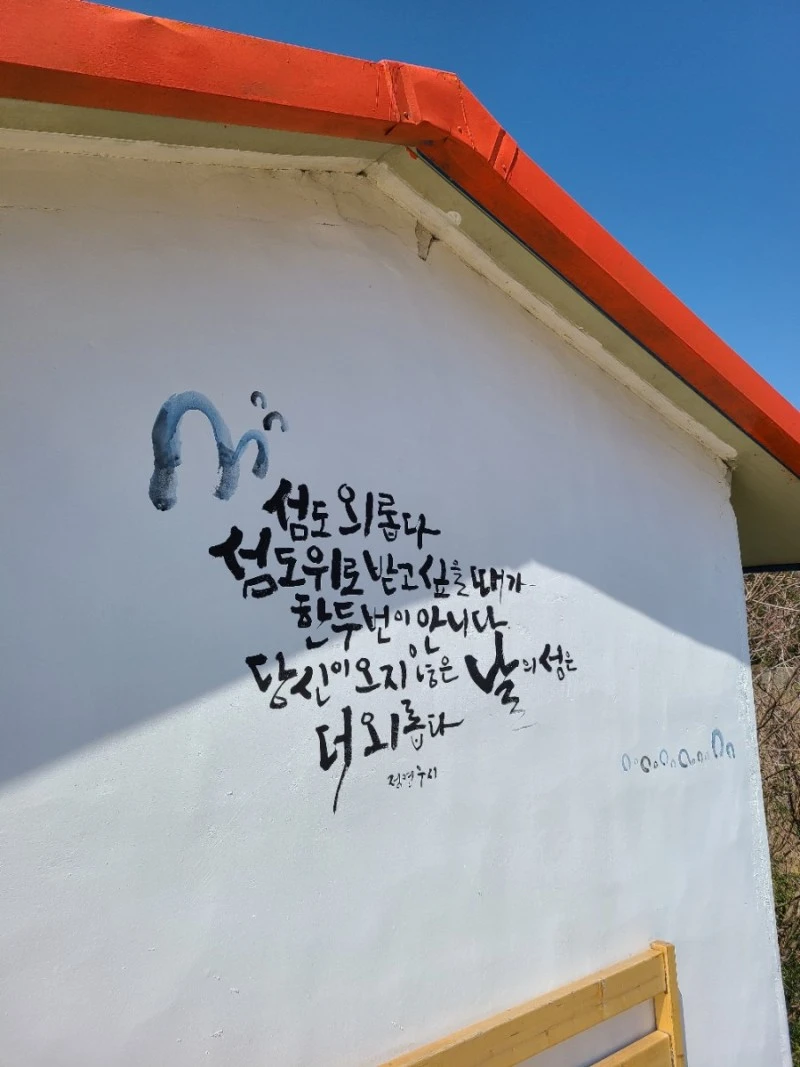 섬도 외롭다
섬도 위로 받고 싶을 때가
한두 번이 아니다
당신이 오지 않은 날의 섬은
더 외롭다